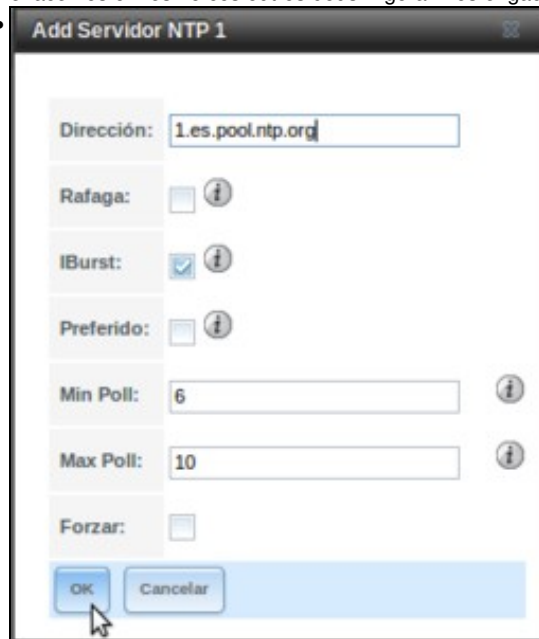 Add Servidor NTP 1
Dirección: 1.es.pool.ntp.org
Rafaga:
IBurst:
Preferido:
Min Poll: 6
Max Poll: 10
Forzar:
OK Cancelar